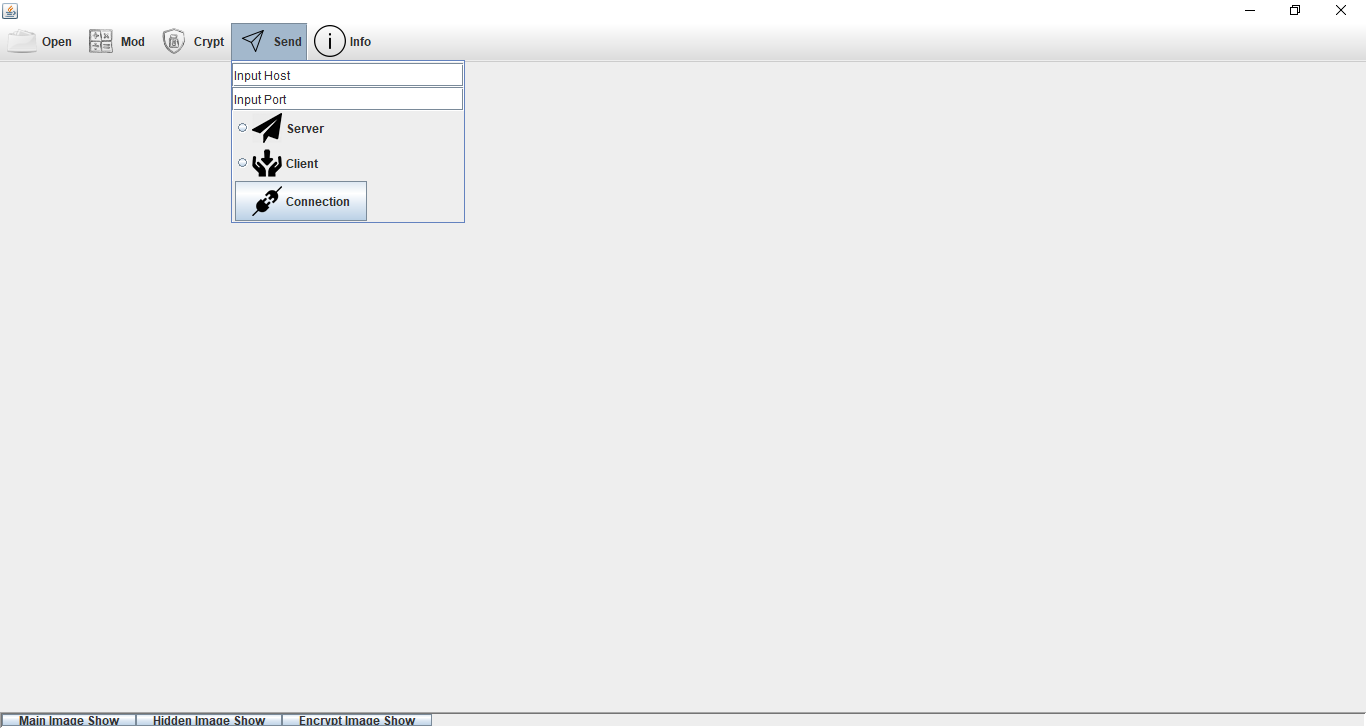 Open Mod Crypt Send Info
Input Host
Input Port
Server
Client
Connection
Main Image Show Hidden Image Show Encrypt Image Show